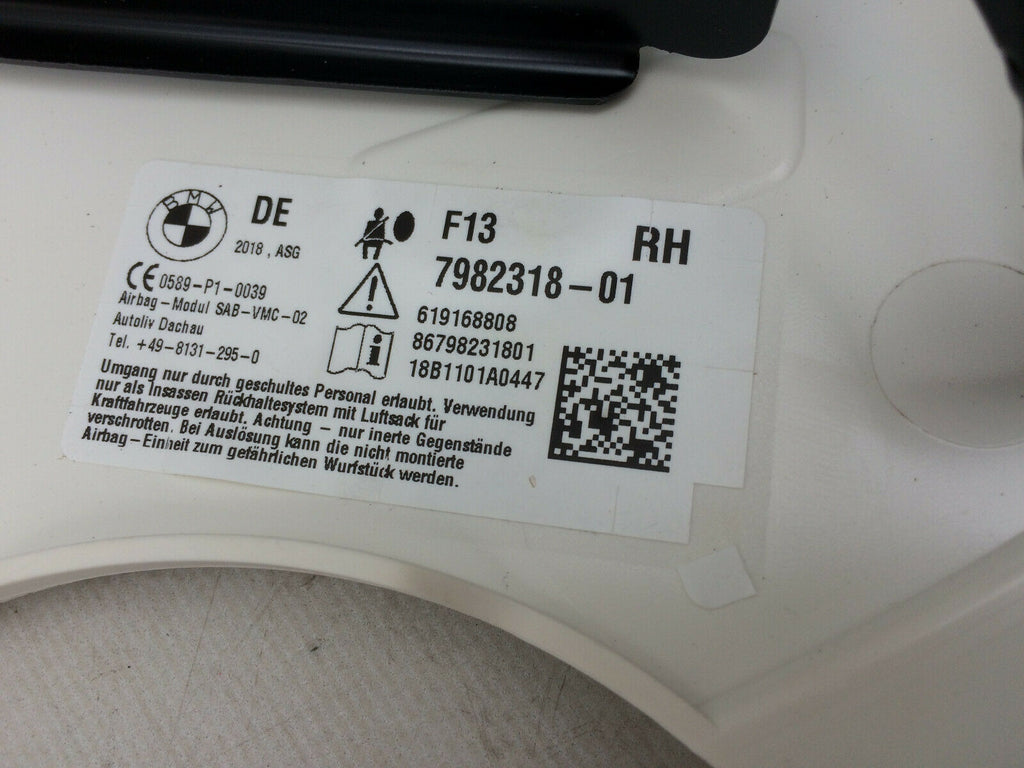 BMW
DE
2018 , ASG
F13
RH
7982318-01
CE 0589-P1-0039
Airbag-Modul SAB-VMC-02
Autoliv Dachau
Tel. +49-8131-295-0
619168808
86798231801
18B1101A0447
Umgang nur durch geschultes Personal erlaubt. Verwendung
nur als Insassen Rückhaltesystem mit Luftsack für
Kraftfahrzeuge erlaubt. Achtung - nur inerte Gegenstände
verschrotten. Bei Auslösung kann die nicht montierte
Airbag-Einheit zum gefährlichen Wurfstück werden.